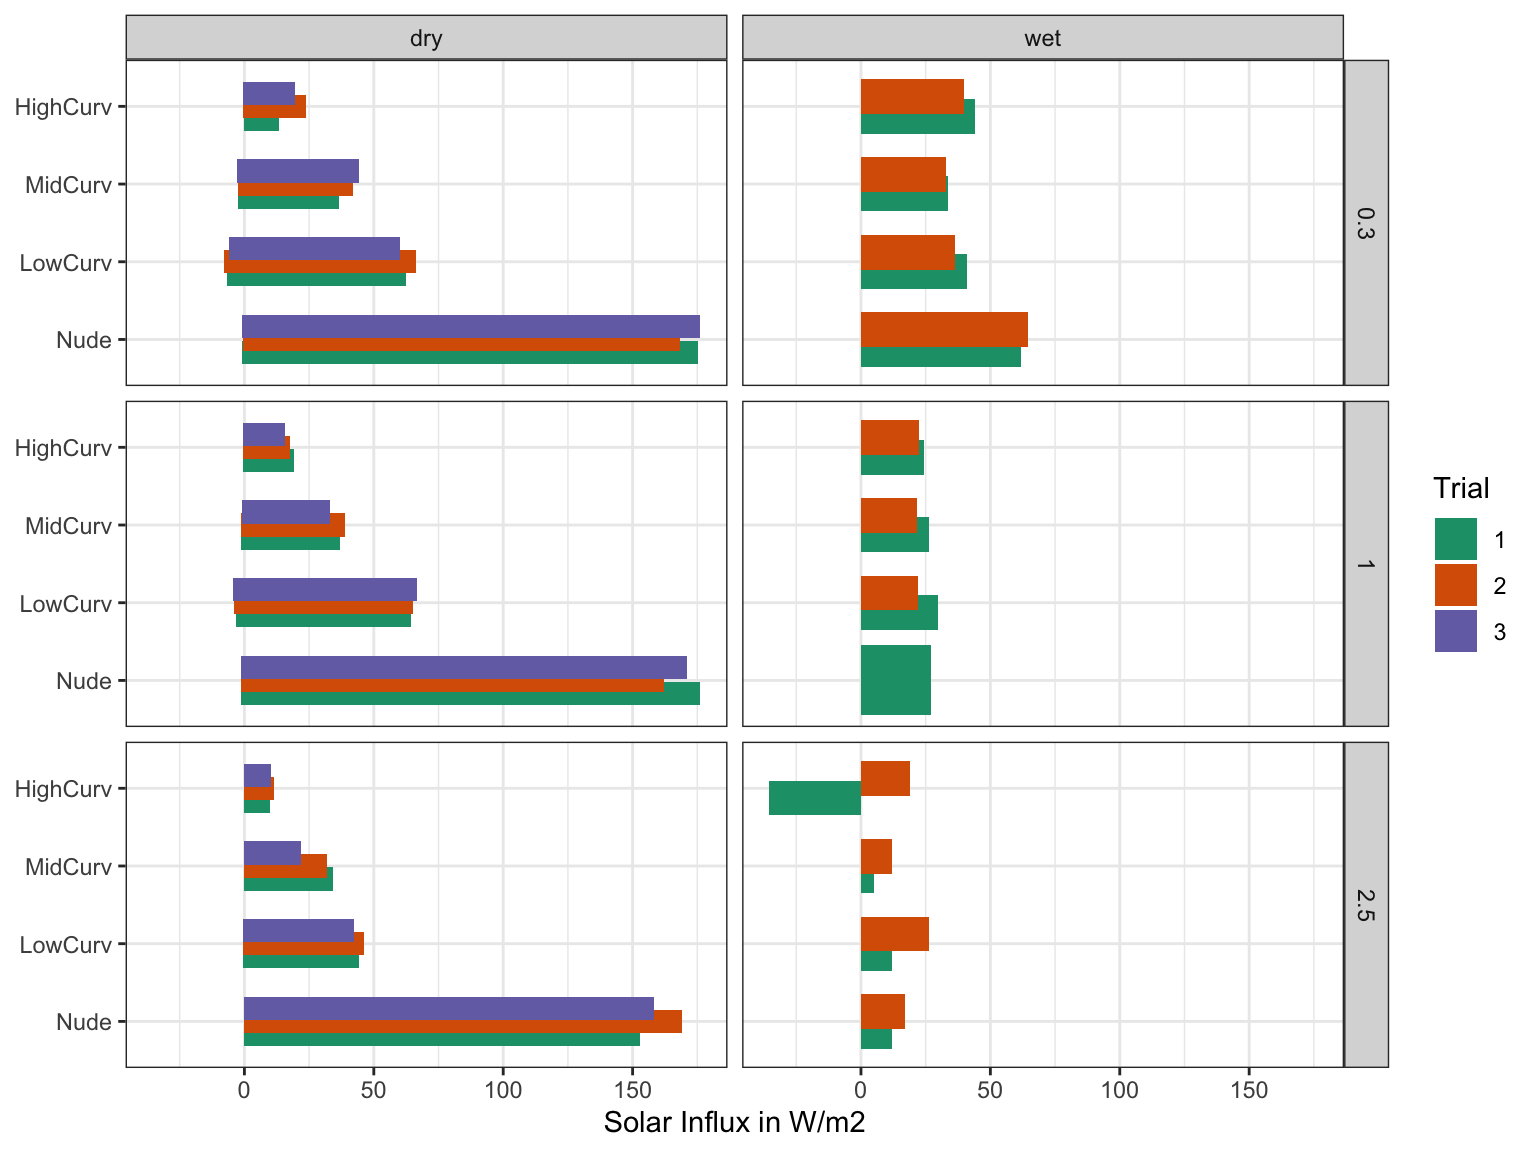 dry
wet
HighCurv
MidCurv
LowCurv
Nude
0.3
HighCurv
MidCurv
LowCurv
Nude
1
HighCurv
MidCurv
LowCurv
Nude
2.5
0 50 100 150
0 50 100 150
Solar Influx in W/m2
Trial
1
2
3